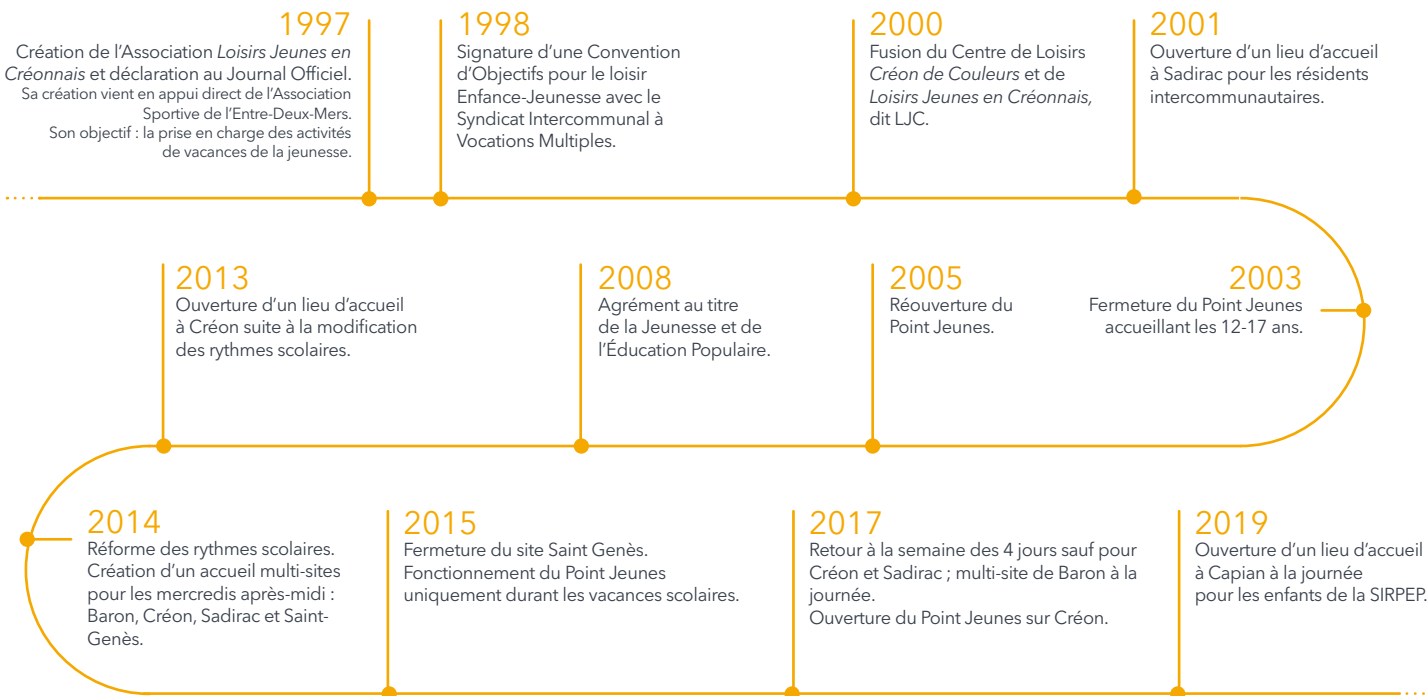 1997
Création de l'Association Loisirs Jeunes en
Créonnais et déclaration au Journal Officiel.
Sa création vient en appui direct de l'Association
Sportive de l'Entre-Deux-Mers.
Son objectif : la prise en charge des activités
de vacances de la jeunesse.
1998
Signature d'une Convention
d'Objectifs pour le loisir
Enfance-Jeunesse avec le
Syndicat Intercommunal à
Vocations Multiples.
2000
Fusion du Centre de Loisirs
Créon de Couleurs et de
Loisirs Jeunes en Créonnais,
dit LJC.
2001
Ouverture d'un lieu d'accueil
à Sadirac pour les résidents
intercommunautaires.
2003
Fermeture du Point Jeunes
accueillant les 12-17 ans.
2005
Réouverture du
Point Jeunes.
2008
Agrément au titre
de la Jeunesse et de
l'Éducation Populaire.
2013
Ouverture d'un lieu d'accueil
à Créon suite à la modification
des rythmes scolaires.
2014
Réforme des rythmes scolaires.
Création d'un accueil multi-sites
pour les mercredis après-midi :
Baron, Créon, Sadirac et Saint-
Genès.
2015
Fermeture du site Saint Genès.
Fonctionnement du Point Jeunes
uniquement durant les vacances scolaires.
2017
Retour à la semaine des 4 jours sauf pour
Créon et Sadirac ; multi-site de Baron à la
journée.
Ouverture du Point Jeunes sur Créon.
2019
Ouverture d'un lieu d'accueil
à Capian à la journée
pour les enfants de la SIRPEP.